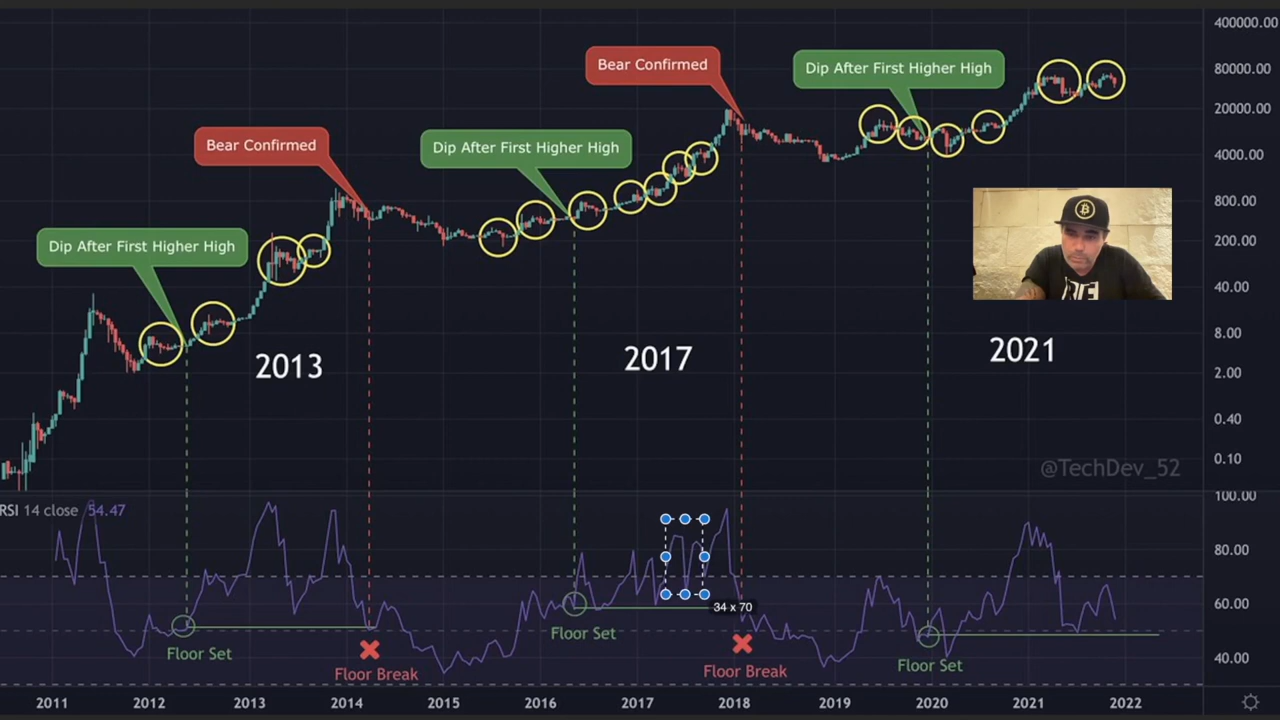 400000.00
80000.00
20000.00
4000.00
800.00
200.00
40.00
8.00
2.00
0.40
0.10
Bear Confirmed
Dip After First Higher High
Bear Confirmed
Dip After First Higher High
Dip After First Higher High
2013
2017
2021
@TechDev_52
RSI 14 close 54.47
100.00
80.00
60.00
40.00
34 x 70
Floor Set
Floor Set
Floor Set
Floor Break
Floor Break
2011 2012 2013 2014 2015 2016 2017 2018 2019 2020 2021 2022